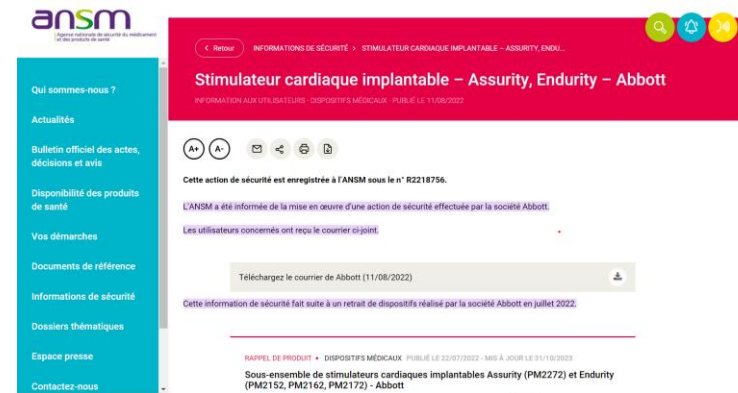 ansm
Agence nationale de sécurité du médicament
et des produits de santé
Qui sommes-nous ?
Actualités
Bulletin officiel des actes,
décisions et avis
Disponibilité des produits
de santé
Vos démarches
Documents de référence
Informations de sécurité
Dossiers thématiques
Espace presse
Contactez-nous
< Retour
INFORMATIONS DE SÉCURITÉ > STIMULATEUR CARDIAQUE IMPLANTABLE – ASSURITY, ENDU...
Stimulateur cardiaque implantable – Assurity, Endurity – Abbott
INFORMATION AUX UTILISATEURS - DISPOSITIFS MÉDICAUX - PUBLIÉ LE 11/08/2022
A+ A-
Cette action de sécurité est enregistrée à l'ANSM sous le n° R2218756.
L'ANSM a été informée de la mise en œuvre d'une action de sécurité effectuée par la société Abbott.
Les utilisateurs concernés ont reçu le courrier ci-joint.
Téléchargez le courrier de Abbott (11/08/2022)
Cette information de sécurité fait suite à un retrait de dispositifs réalisé par la société Abbott en juillet 2022.
RAPPEL DE PRODUIT • DISPOSITIFS MÉDICAUX PUBLIÉ LE 22/07/2022 - MIS À JOUR LE 31/10/2023
Sous-ensemble de stimulateurs cardiaques implantables Assurity (PM2272) et Endurity
(PM2152, PM2162, PM2172) - Abbott